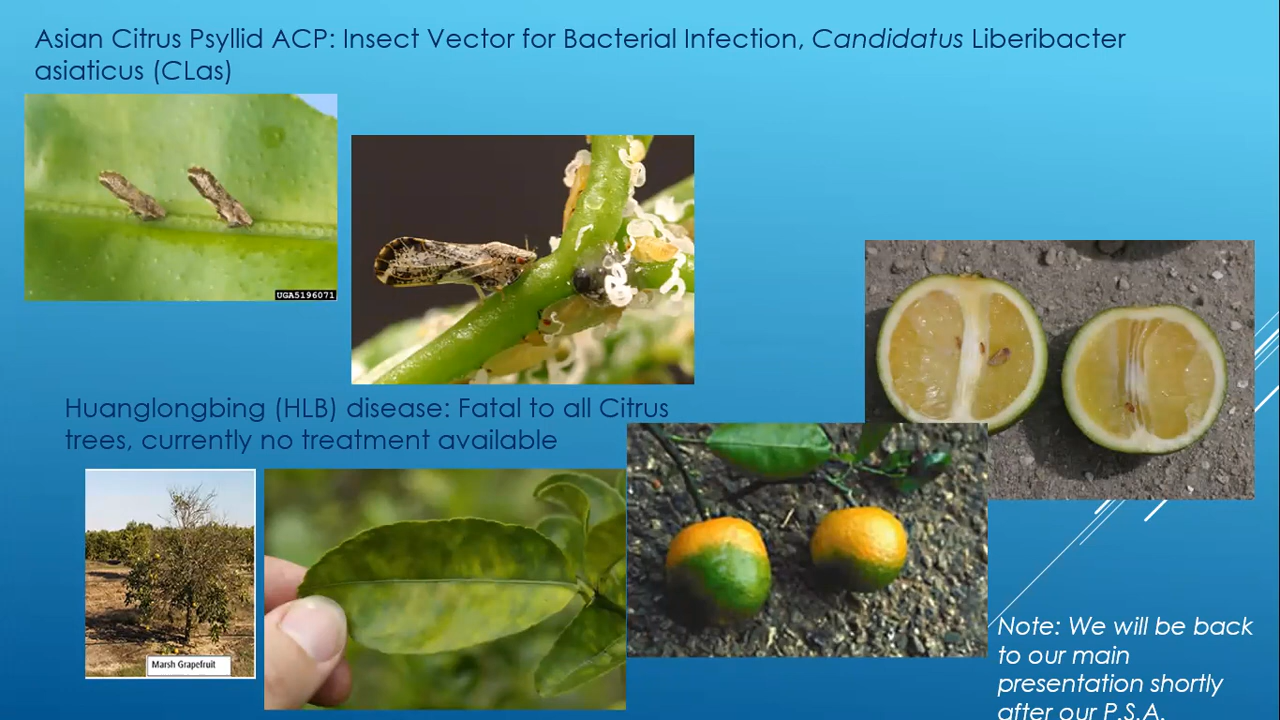 Asian Citrus Psyllid ACP: Insect Vector for Bacterial Infection, Candidatus Liberibacter
asiaticus (CLas)
UGA5196071
Huanglongbing (HLB) disease: Fatal to all Citrus
trees, currently no treatment available
Marsh Grapefruit
Note: We will be back
to our main
presentation shortly
after our P.S.A.